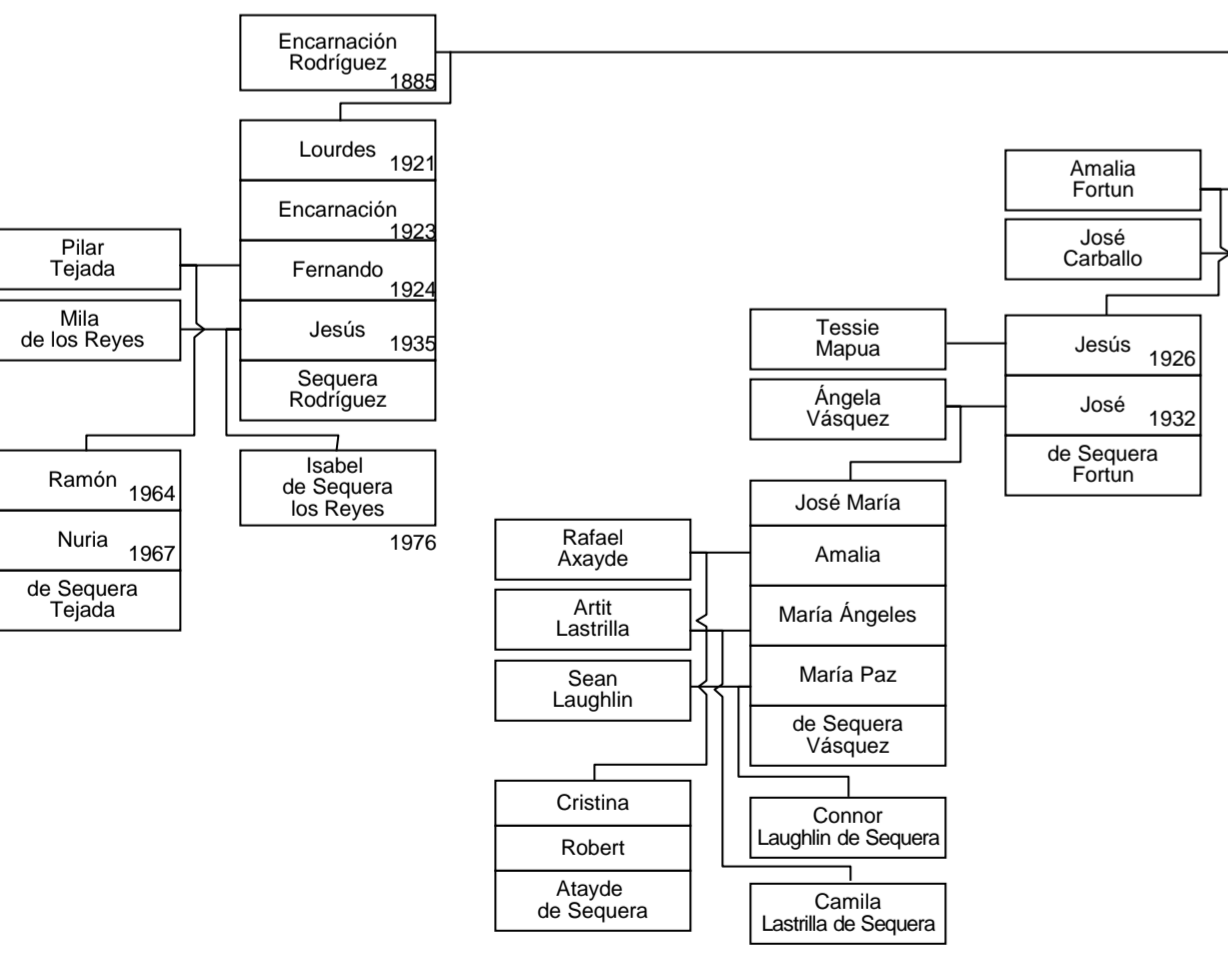 Encarnación
Rodríguez
1885
Lourdes
1921
Encarnación
1923
Fernando
1924
Jesús
1935
Sequera
Rodríguez
Pilar
Tejada
Mila
de los Reyes
Ramón
1964
Nuria
1967
de Sequera
Tejada
Isabel
de Sequera
los Reyes
1976
Amalia
Fortun
José
Carballo
Jesús
1926
José
1932
de Sequera
Fortun
Tessie
Mapua
Ángela
Vásquez
José María
Amalia
María Ángeles
María Paz
de Sequera
Vásquez
Rafael
Axayde
Artit
Lastrilla
Sean
Laughlin
Cristina
Robert
Atayde
de Sequera
Connor
Laughlin de Sequera
Camila
Lastrilla de Sequera